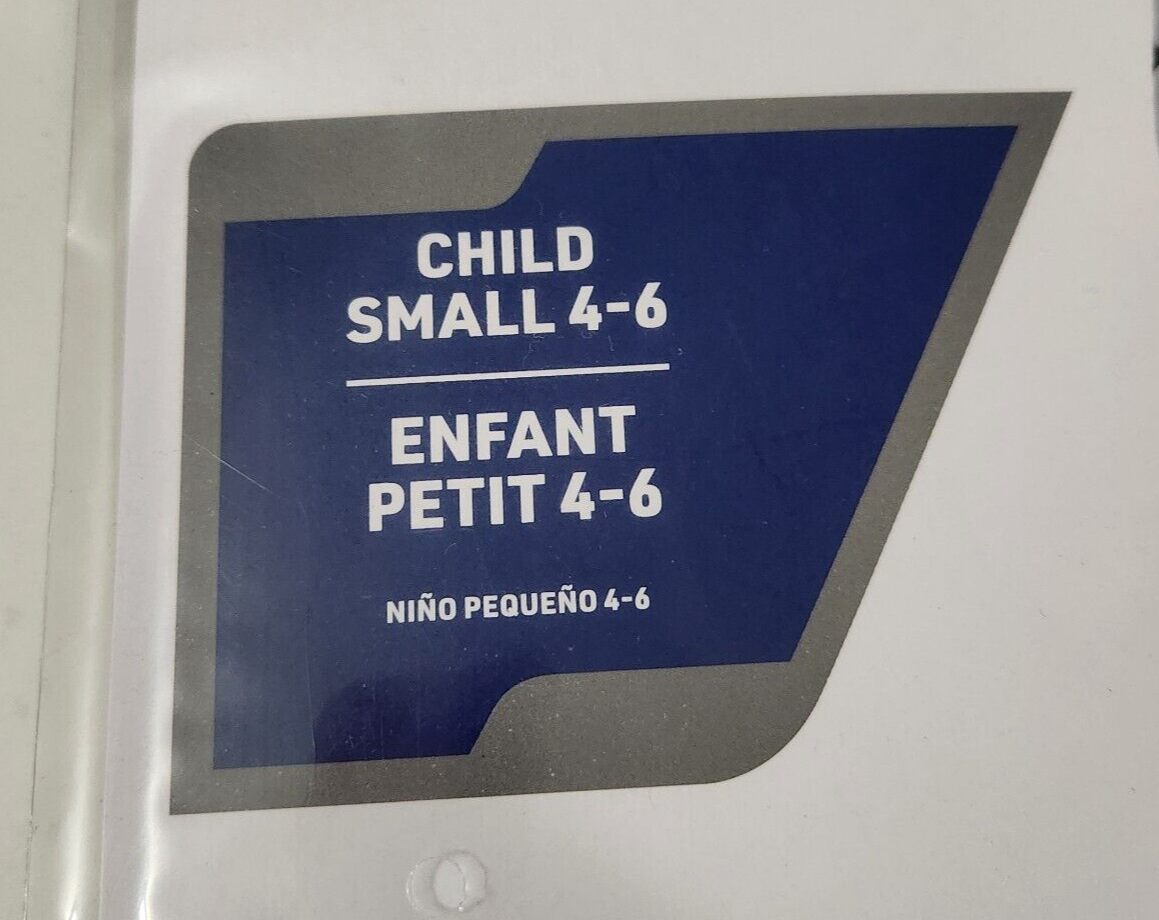 CHILD
SMALL 4-6
ENFANT
PETIT 4-6
NIÑO PEQUEÑO 4-6